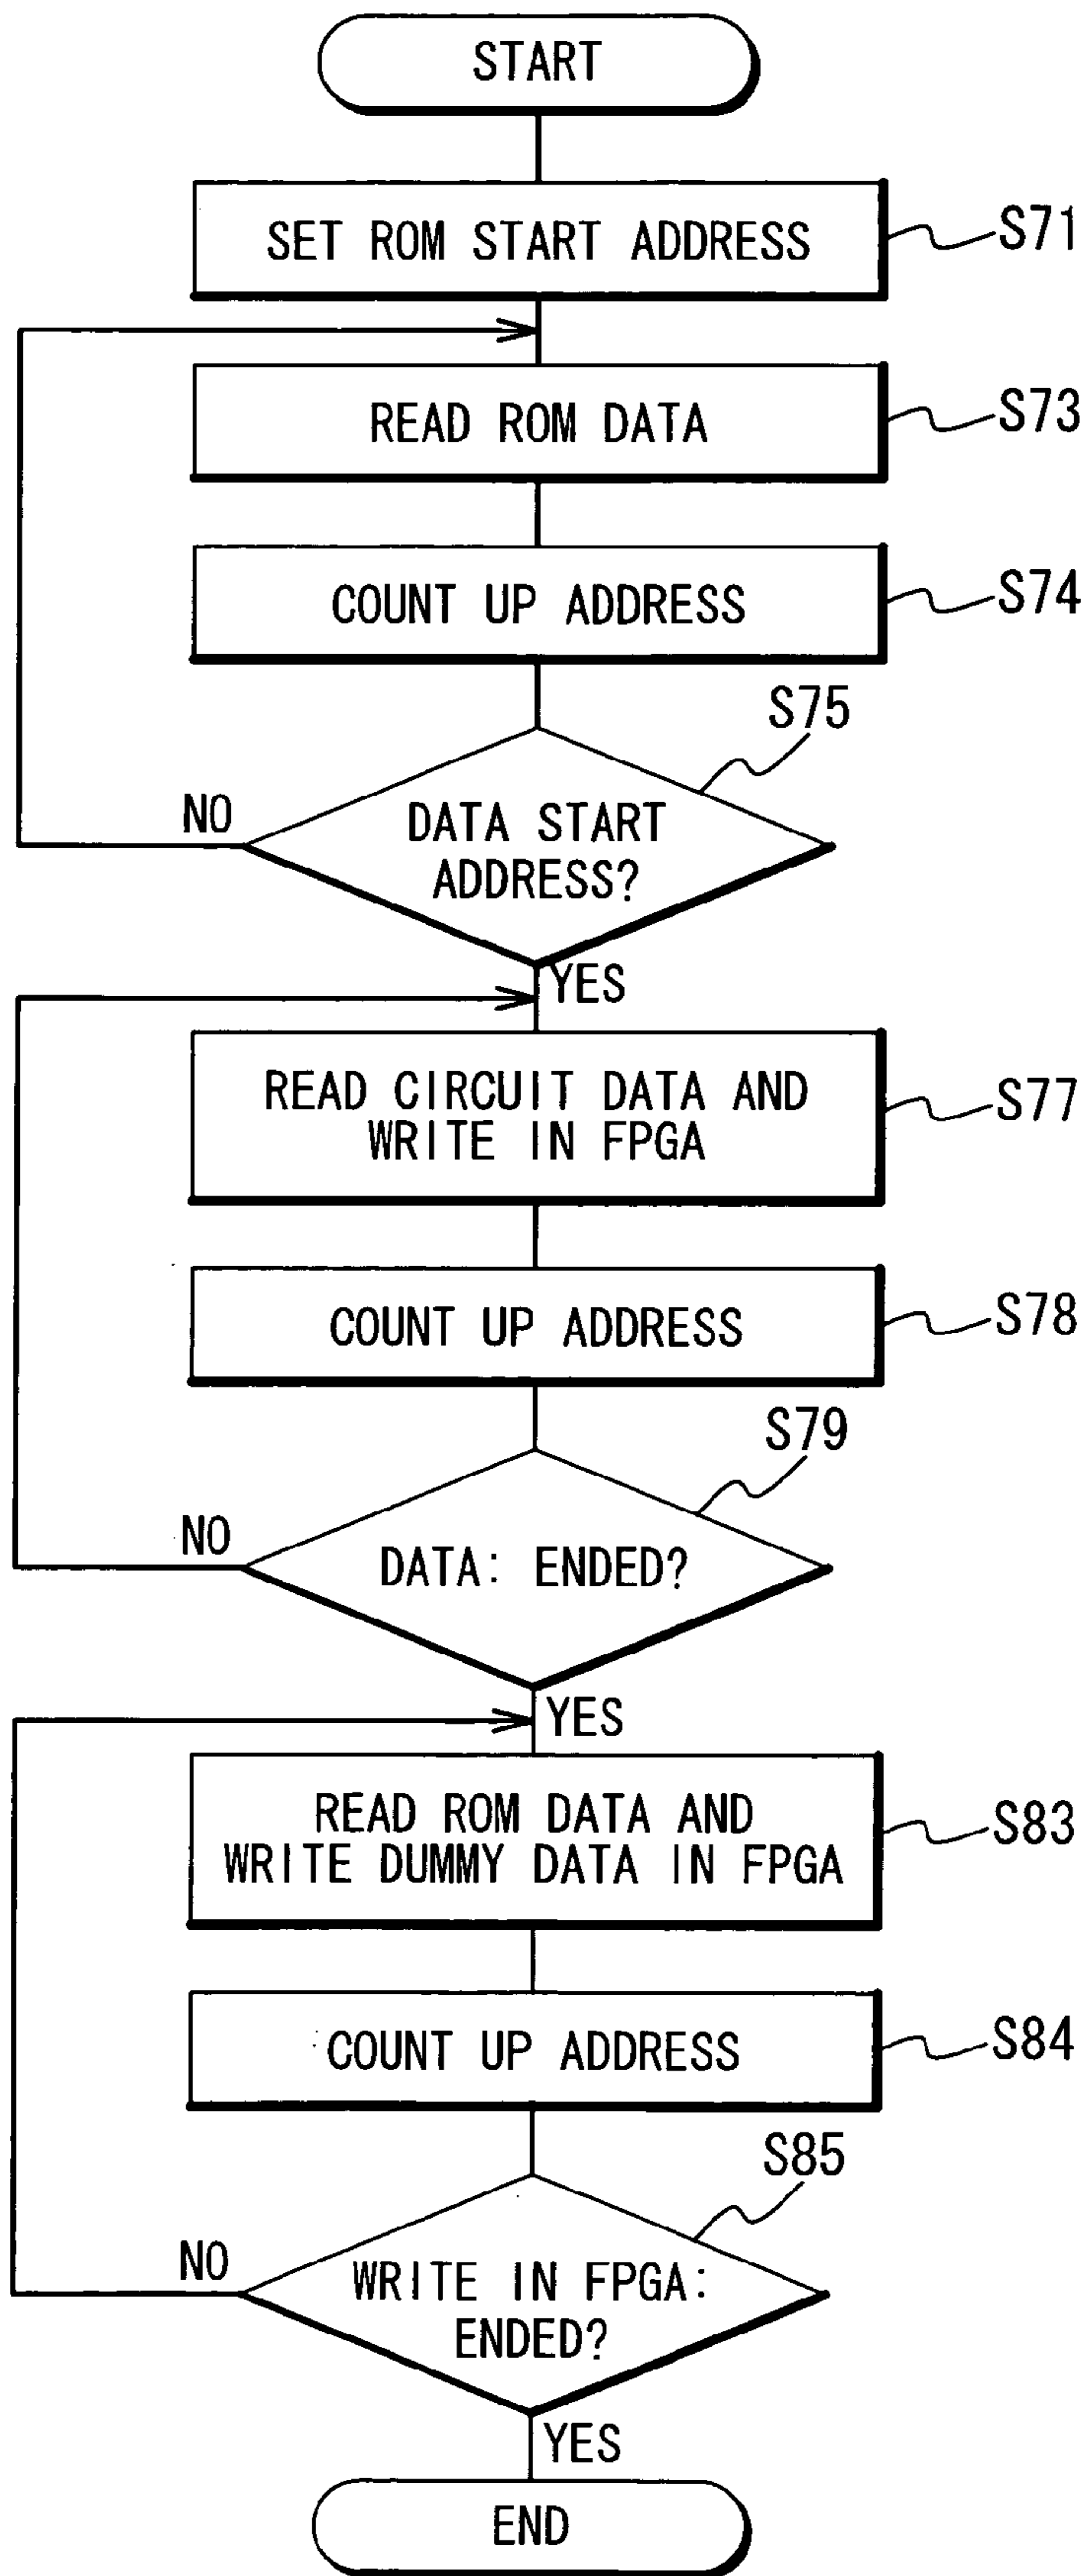 START
SET ROM START ADDRESS
S71
READ ROM DATA
S73
COUNT UP ADDRESS
S74
S75
NO
DATA START
ADDRESS?
YES
READ CIRCUIT DATA AND
WRITE IN FPGA
S77
COUNT UP ADDRESS
S78
S79
NO
DATA: ENDED?
YES
READ ROM DATA AND
WRITE DUMMY DATA IN FPGA
S83
COUNT UP ADDRESS
S84
S85
NO
WRITE IN FPGA:
ENDED?
YES
END